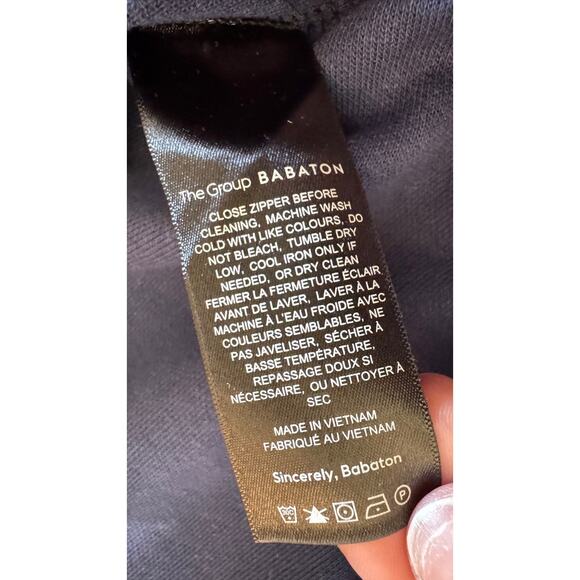 The Group BABATON
CLOSE ZIPPER BEFORE
CLEANING, MACHINE WASH
COLD WITH LIKE COLOURS, DO
NOT BLEACH, TUMBLE DRY
LOW, COOL IRON ONLY IF
NEEDED, OR DRY CLEAN
FERMER LA FERMETURE ÉCLAIR
AVANT DE LAVER, LAVER À LA
MACHINE À L'EAU FROIDE AVEC
COULEURS SEMBLABLES, NE
PAS JAVELISER, SÉCHER À
BASSE TEMPÉRATURE,
REPASSAGE DOUX SI
NÉCESSAIRE, OU NETTOYER À
SEC
MADE IN VIETNAM
FABRIQUÉ AU VIETNAM
Sincerely, Babaton
30C P